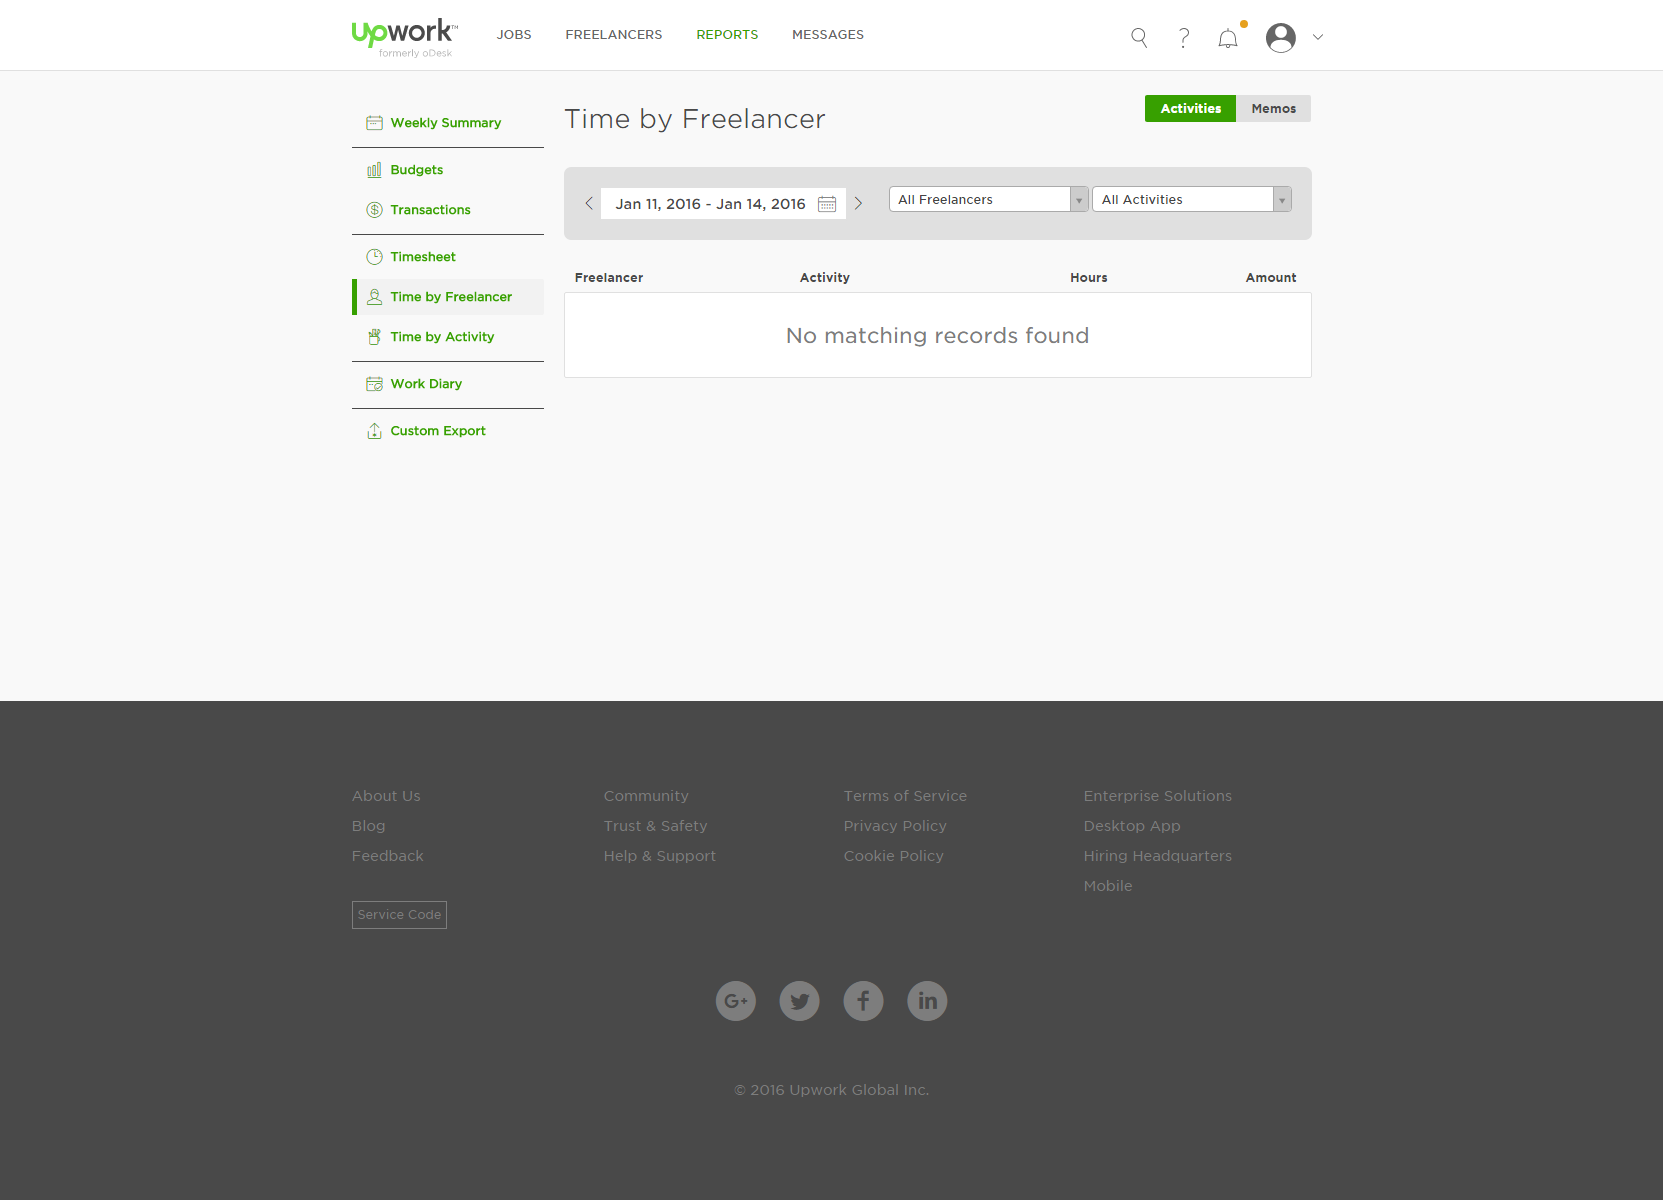 upwork™
formerly oDesk
JOBS FREELANCERS REPORTS MESSAGES
Weekly Summary
Budgets
Transactions
Timesheet
Time by Freelancer
Time by Activity
Work Diary
Custom Export
Time by Freelancer
Activities Memos
Jan 11, 2016 - Jan 14, 2016
All Freelancers All Activities
Freelancer Activity Hours Amount
No matching records found
About Us
Blog
Feedback
Service Code
Community
Trust & Safety
Help & Support
Terms of Service
Privacy Policy
Cookie Policy
Enterprise Solutions
Desktop App
Hiring Headquarters
Mobile
G+ f in
© 2016 Upwork Global Inc.